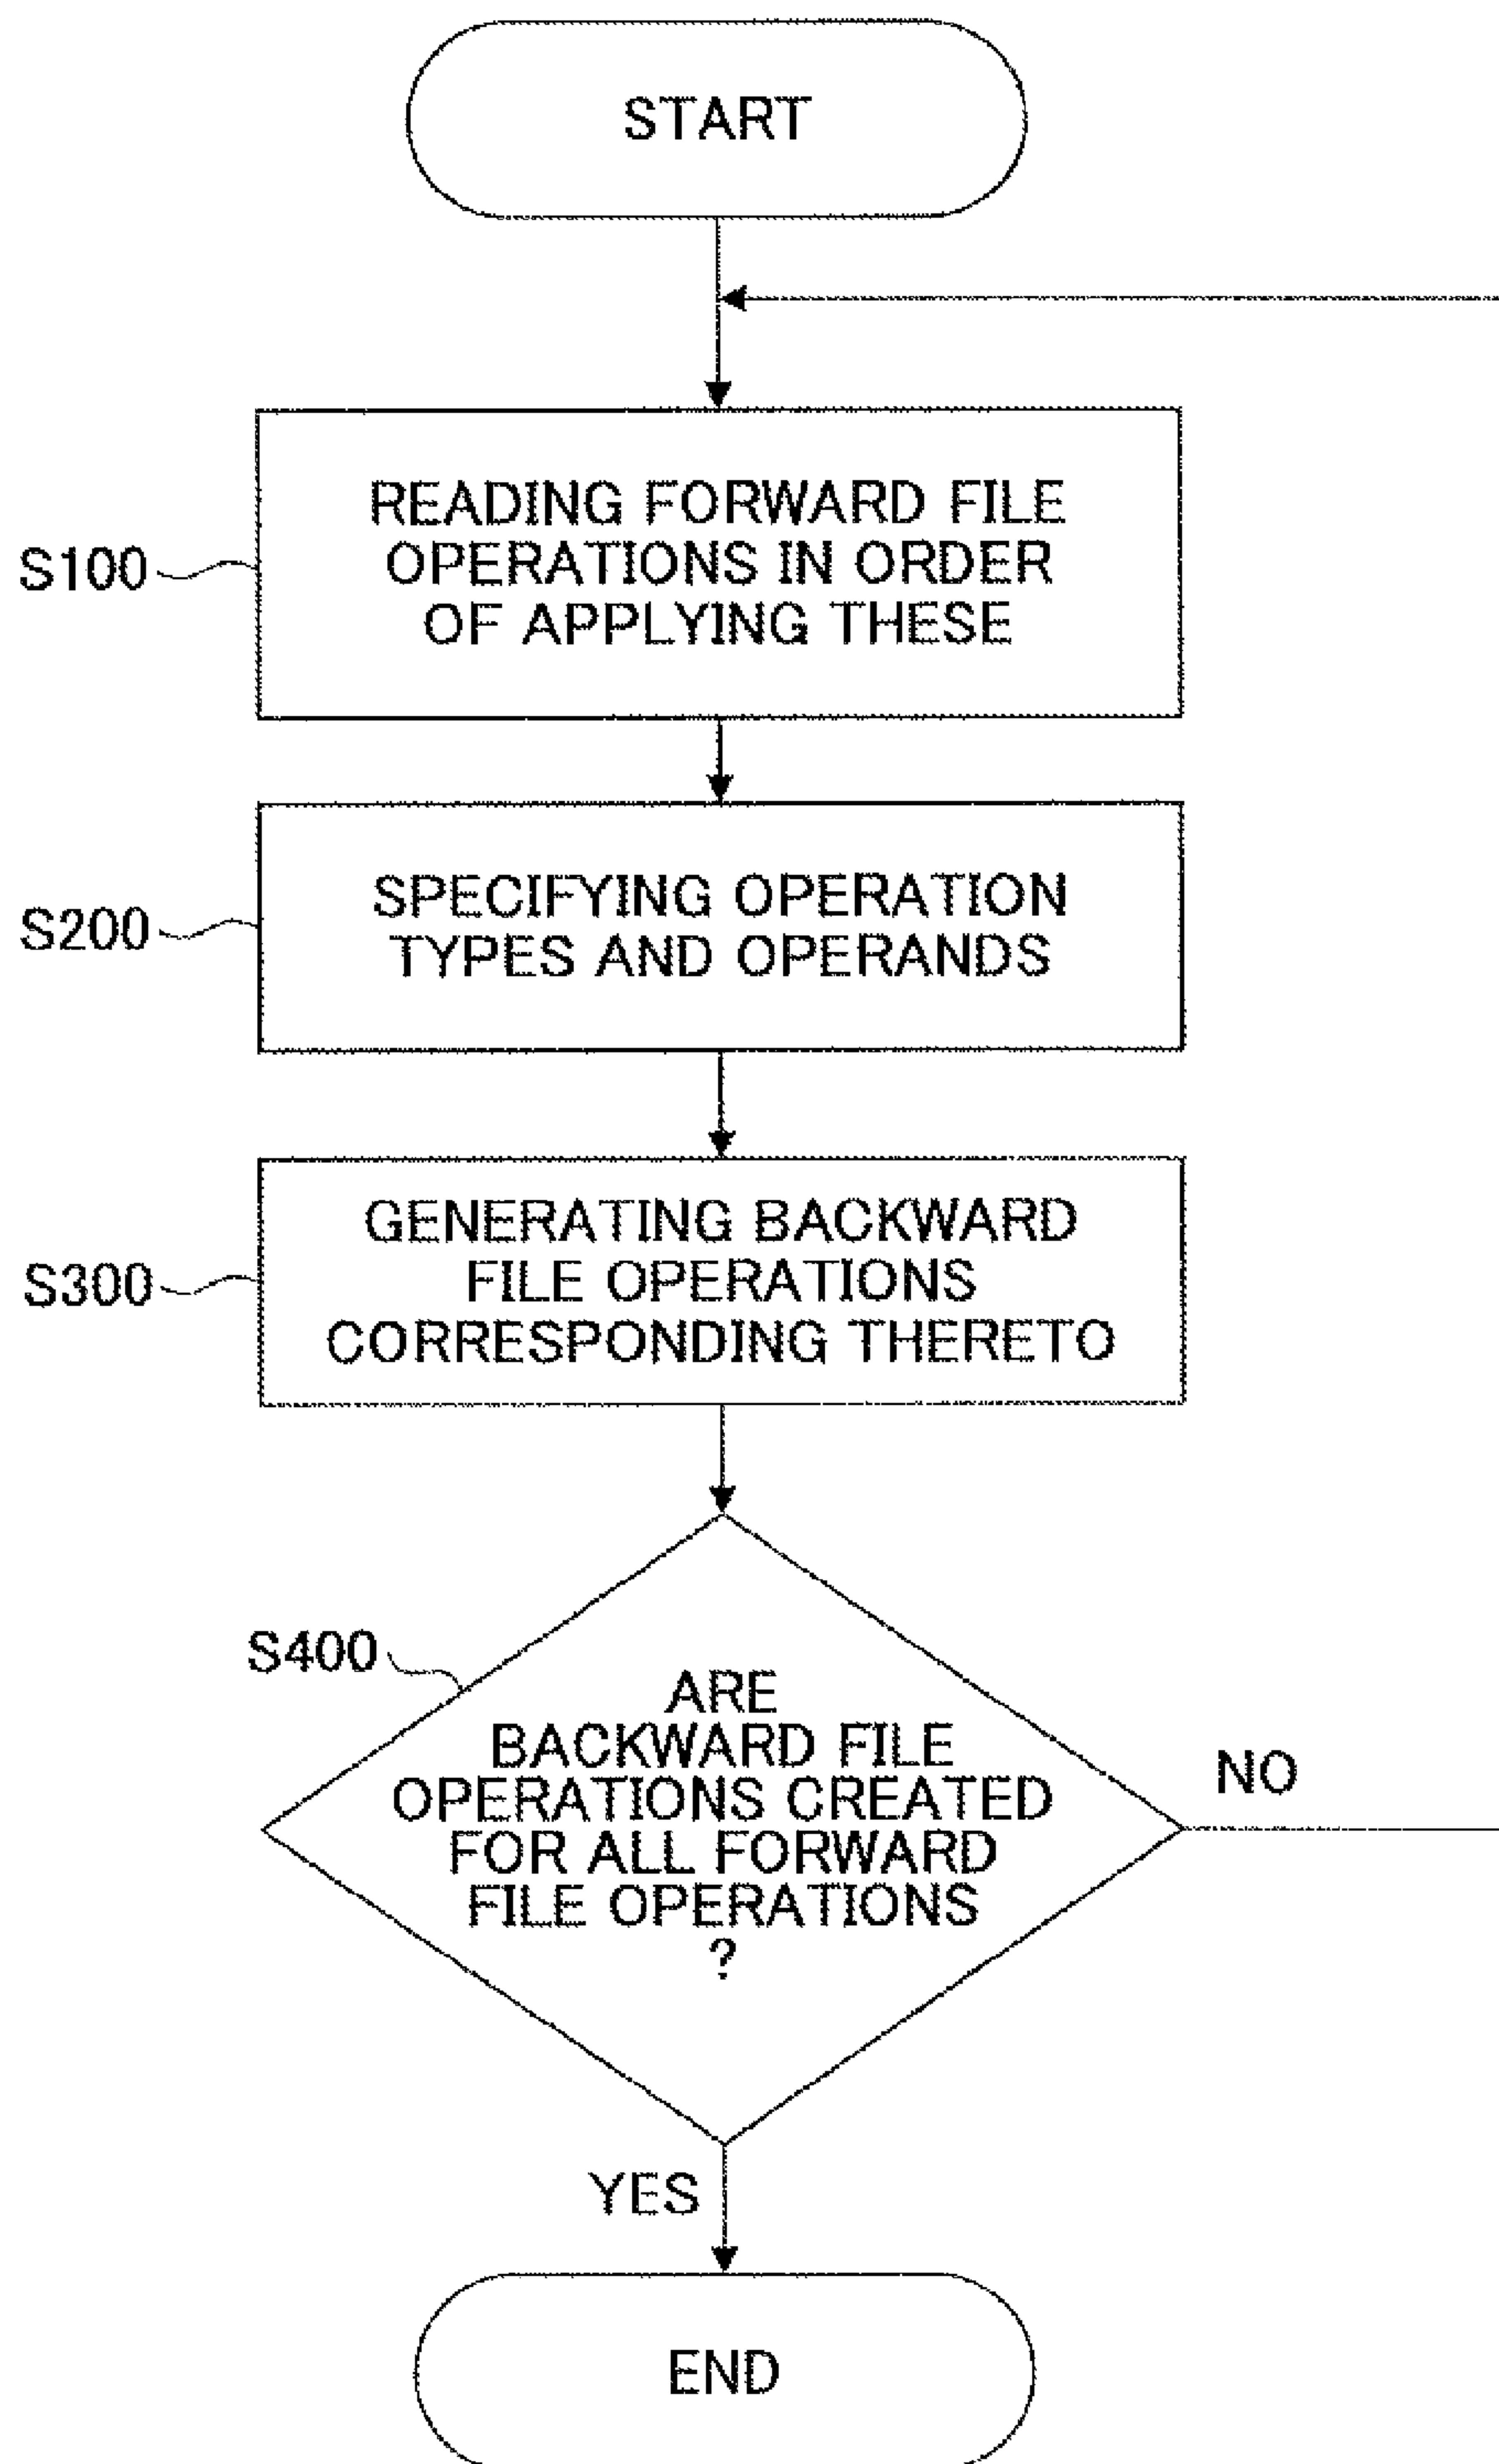 START
READING FORWARD FILE
OPERATIONS IN ORDER
OF APPLYING THESE
S100
SPECIFYING OPERATION
TYPES AND OPERANDS
S200
GENERATING BACKWARD
FILE OPERATIONS
CORRESPONDING THERETO
S300
S400
ARE
BACKWARD FILE
OPERATIONS CREATED
FOR ALL FORWARD
FILE OPERATIONS
?
NO
YES
END